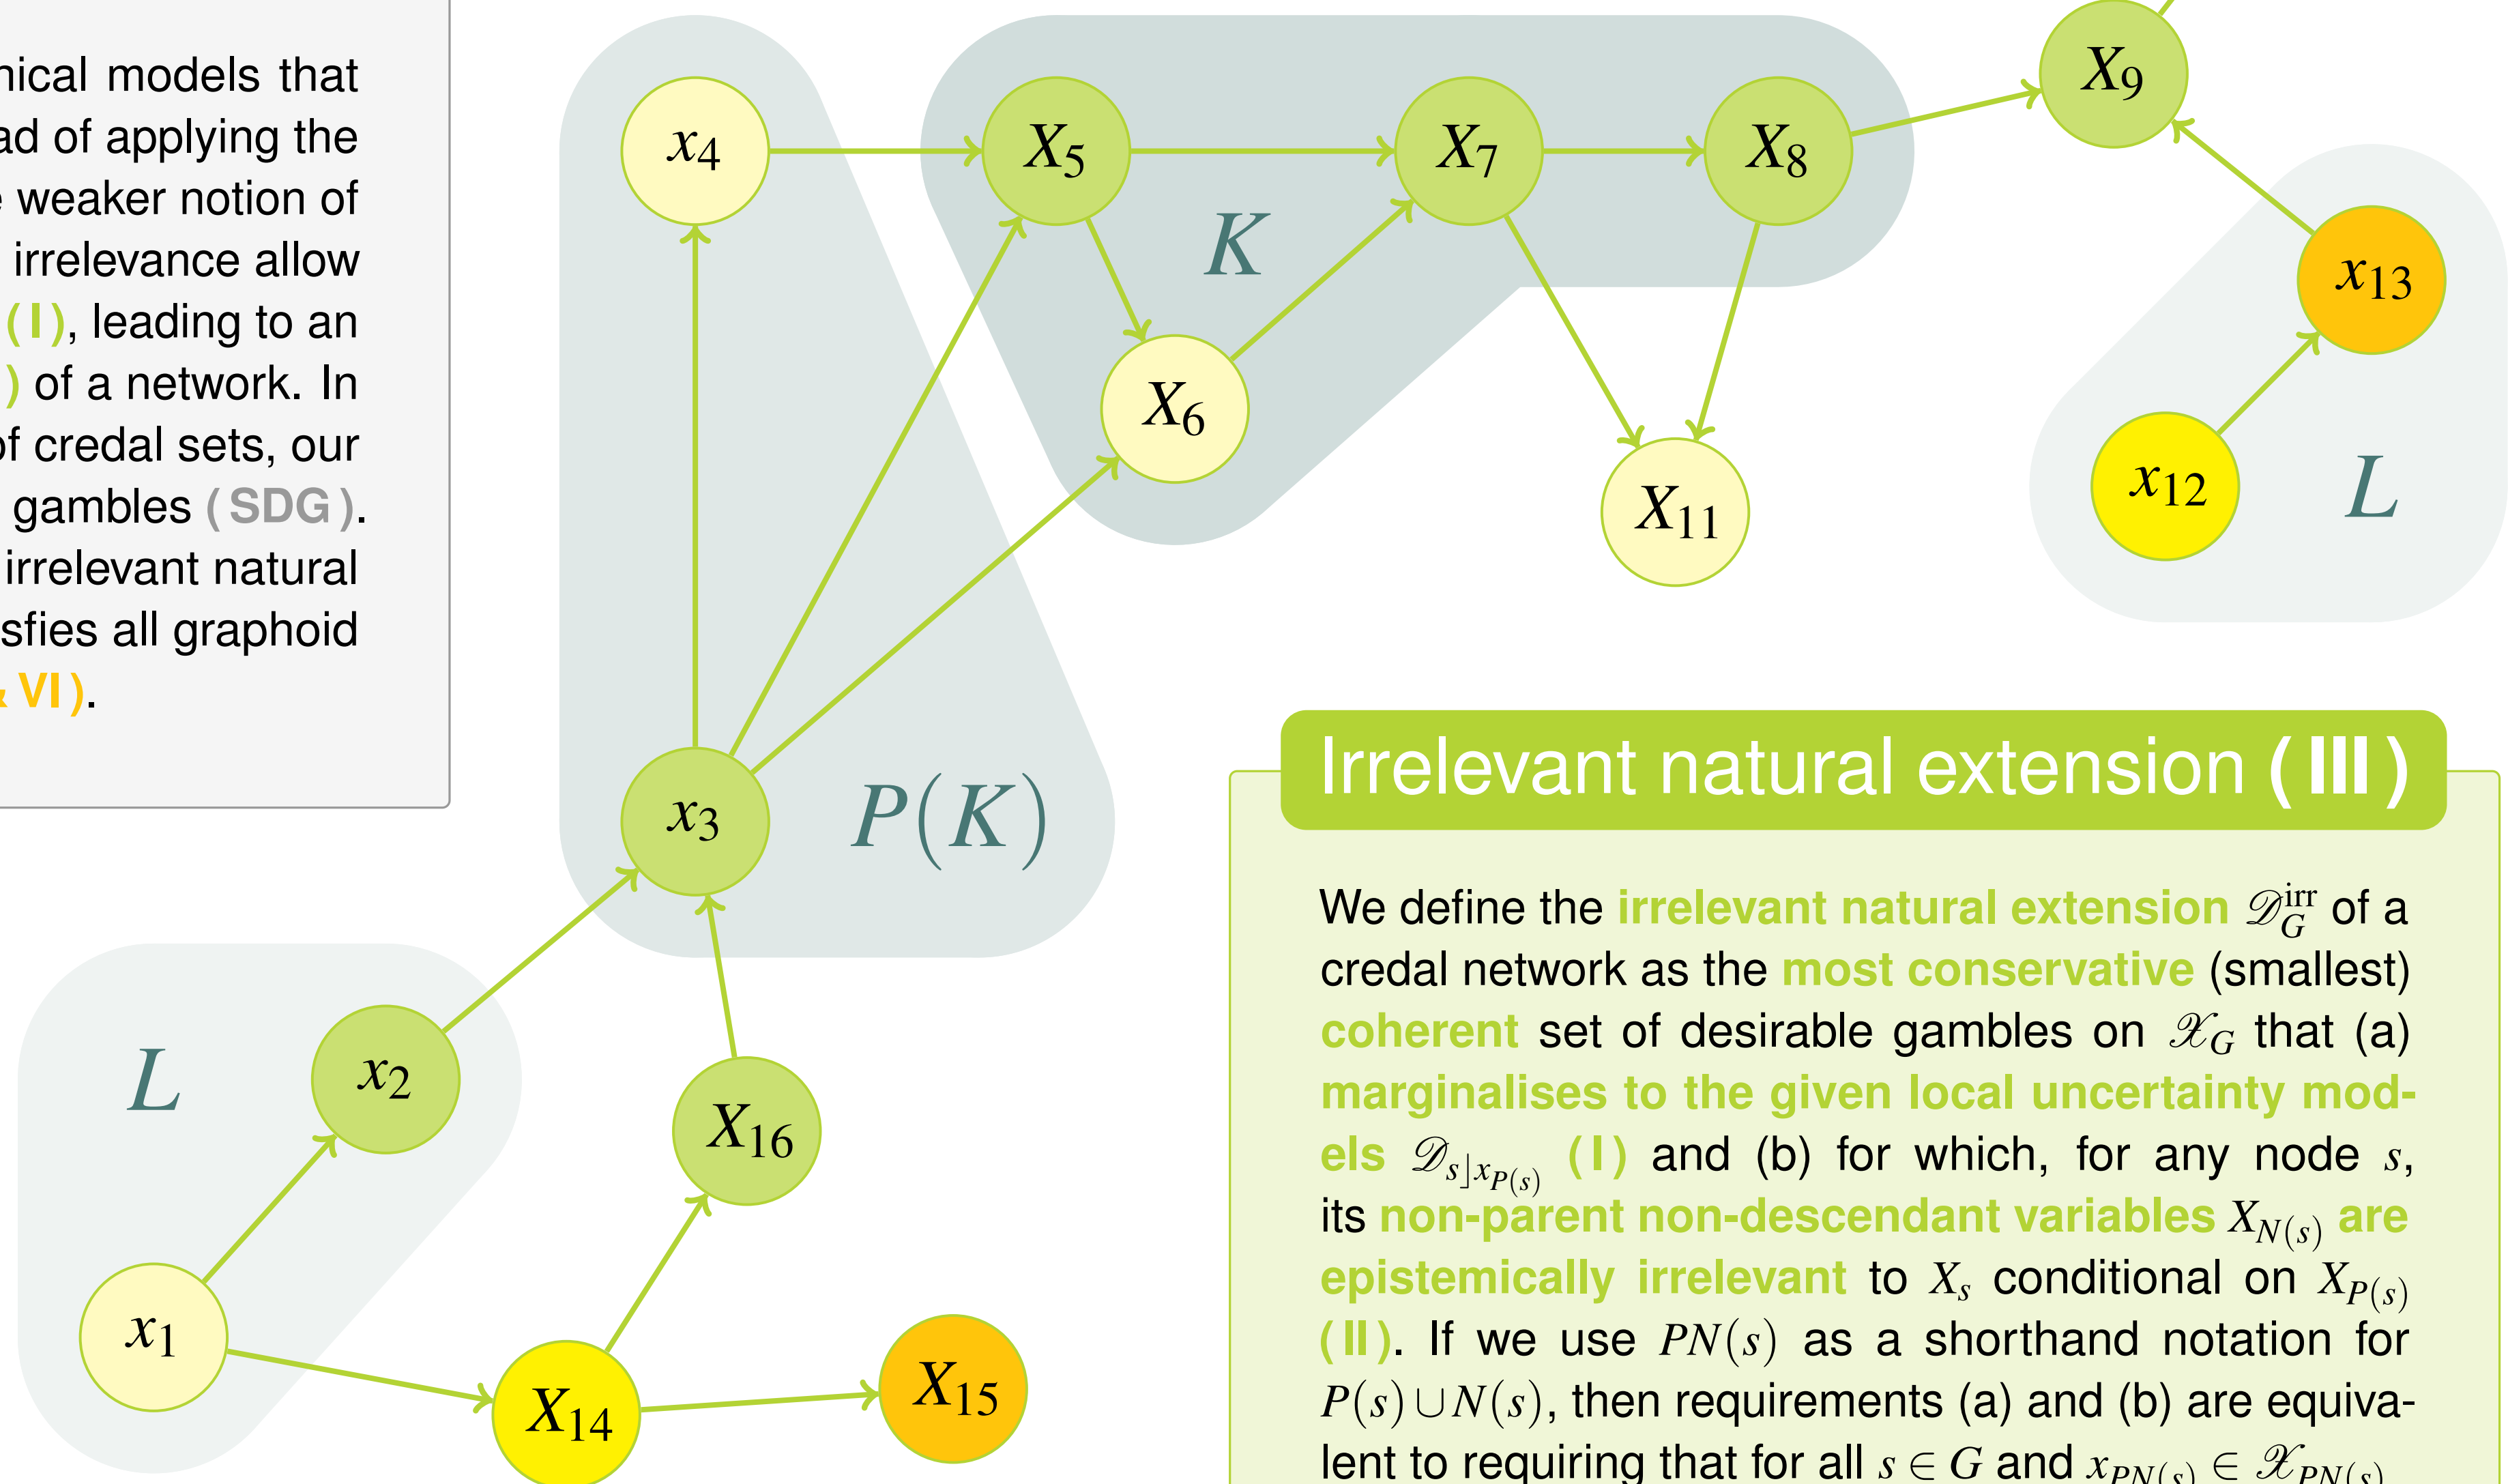 nical models that
ad of applying the
weaker notion of
irrelevance allow
( I ), leading to an
) of a network. In
of credal sets, our
gambles ( SDG ).
irrelevant natural
sfies all graphoid
& VI ).
x4
X5
X7
X8
X9
K
x13
X6
x12
L
X11
x3
P(K)
L
x2
X16
x1
X14
X15
Irrelevant natural extension ( III )
We define the irrelevant natural extension 𝒟_G^irr of a
credal network as the most conservative (smallest)
coherent set of desirable gambles on 𝒳_G that (a)
marginalises to the given local uncertainty mod-
els 𝒟_{s⌋x_{P(s)}} ( I ) and (b) for which, for any node s,
its non-parent non-descendant variables X_{N(s)} are
epistemically irrelevant to X_s conditional on X_{P(s)}
( II ). If we use PN(s) as a shorthand notation for
P(s)∪N(s), then requirements (a) and (b) are equiva-
lent to requiring that for all s ∈ G and x_{PN(s)} ∈ 𝒳_{PN(s)}